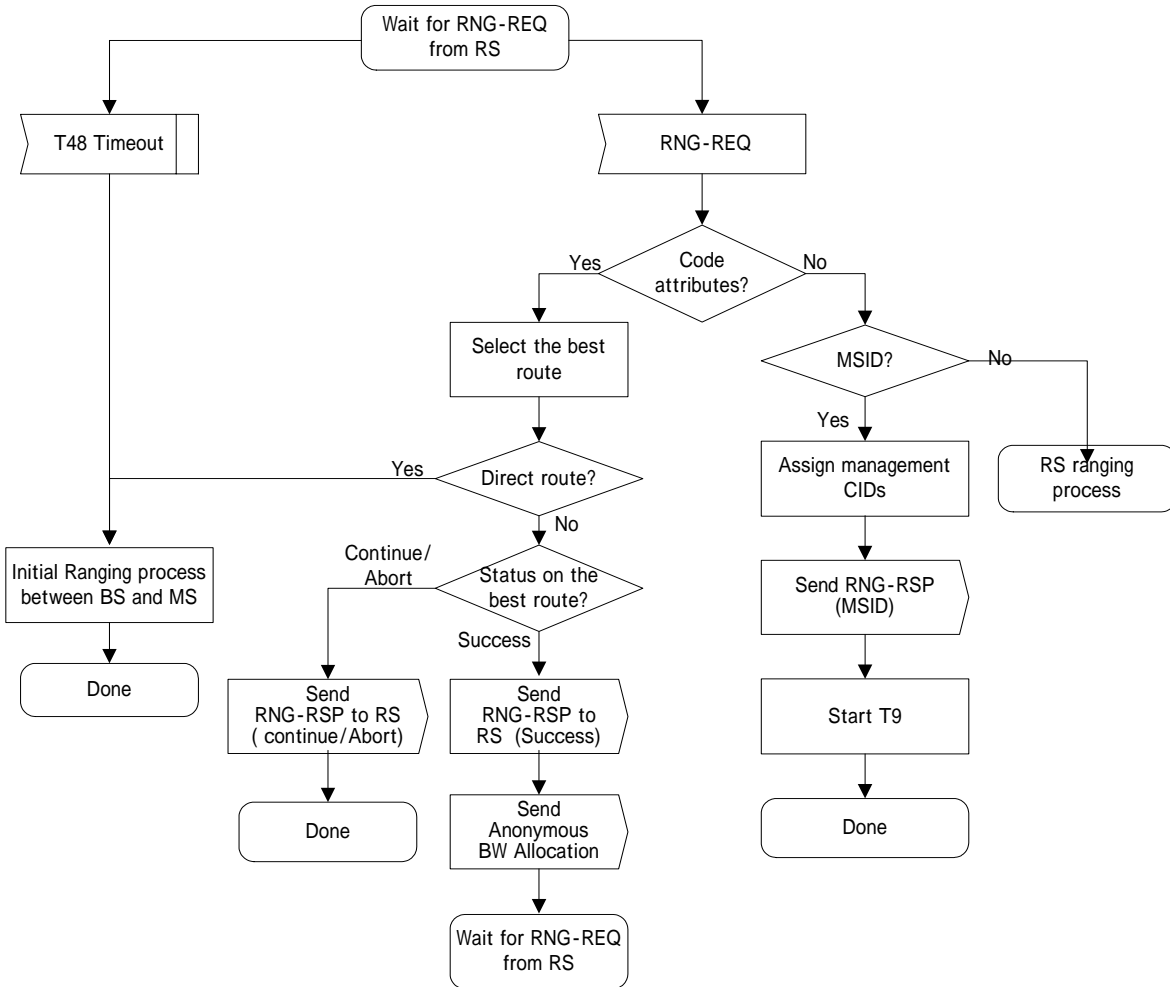 Wait for RNG-REQ
from RS
T48 Timeout
RNG-REQ
Yes
Code
attributes?
No
Select the best
route
MSID?
No
Yes
Yes
Direct route?
Assign management
CIDs
RS ranging
process
No
Continue/
Abort
Initial Ranging process
between BS and MS
Status on the
best route?
Send RNG-RSP
(MSID)
Success
Done
Send
RNG-RSP to RS
( continue/Abort)
Send
RNG-RSP to
RS (Success)
Start T9
Done
Send
Anonymous
BW Allocation
Done
Wait for RNG-REQ
from RS